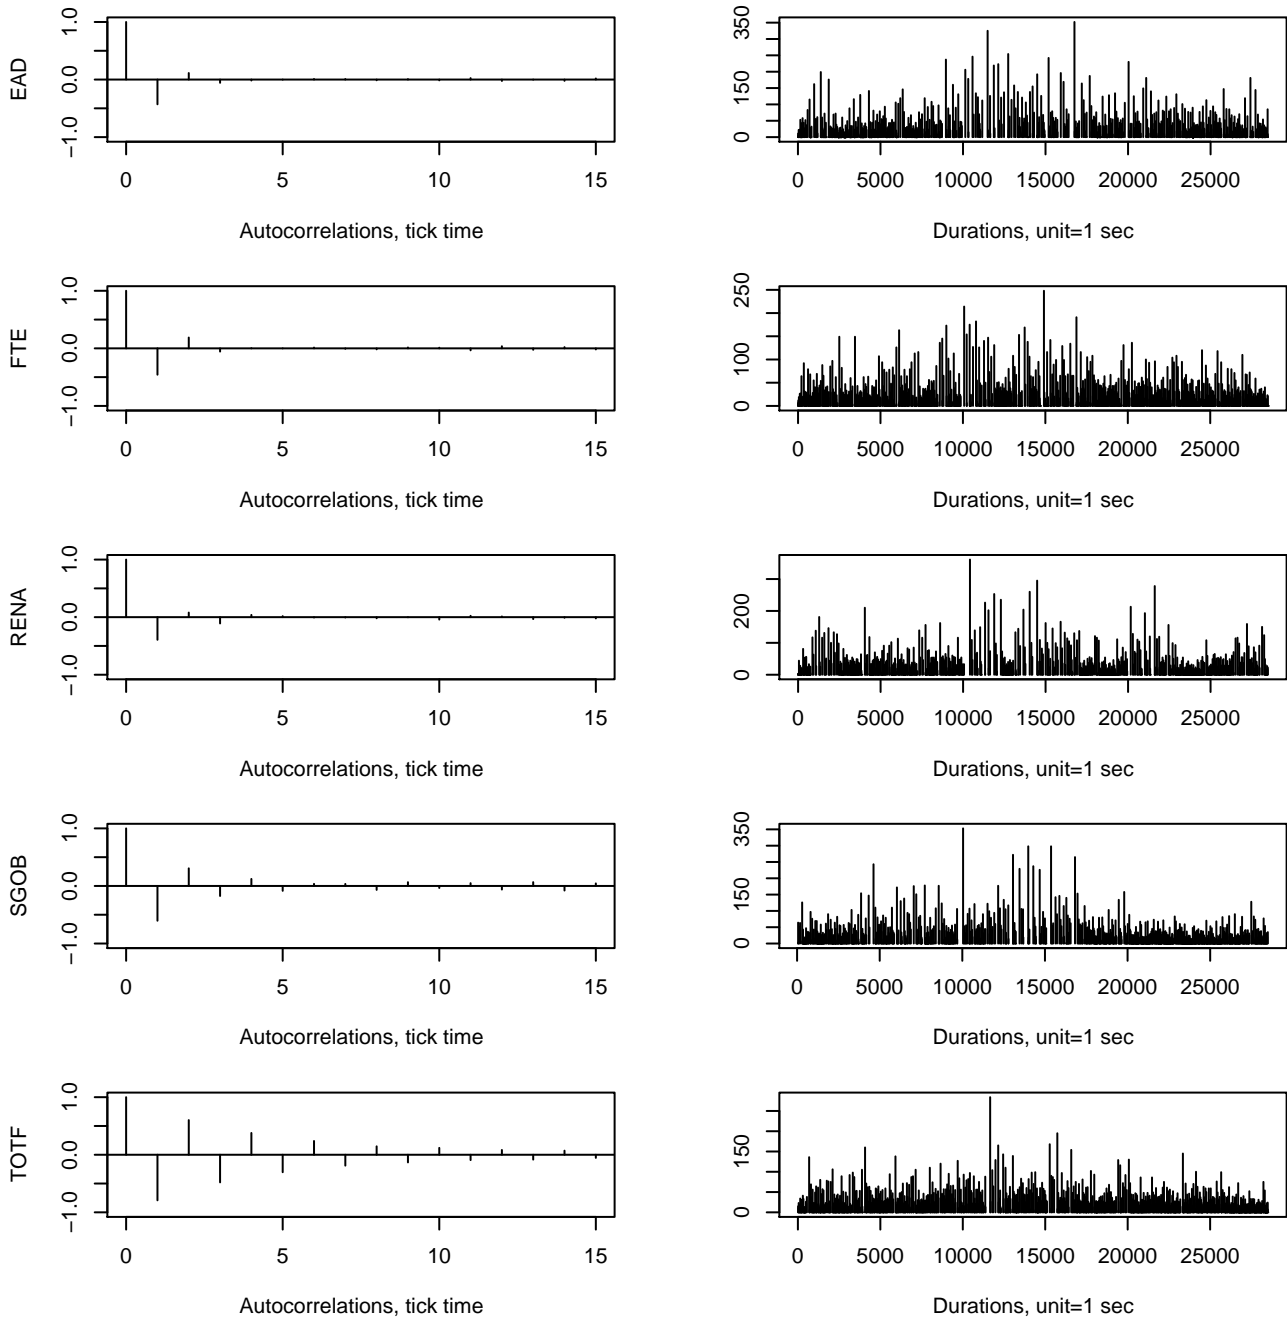 EAD
1.0
0.0
−1.0
0 5 10 15
Autocorrelations, tick time
350
150
0
0 5000 10000 15000 20000 25000
Durations, unit=1 sec
FTE
1.0
0.0
−1.0
0 5 10 15
Autocorrelations, tick time
250
100
0
0 5000 10000 15000 20000 25000
Durations, unit=1 sec
RENA
1.0
0.0
−1.0
0 5 10 15
Autocorrelations, tick time
200
0
0 5000 10000 15000 20000 25000
Durations, unit=1 sec
SGOB
1.0
0.0
−1.0
0 5 10 15
Autocorrelations, tick time
350
150
0
0 5000 10000 15000 20000 25000
Durations, unit=1 sec
TOTF
1.0
0.0
−1.0
0 5 10 15
Autocorrelations, tick time
150
0
0 5000 10000 15000 20000 25000
Durations, unit=1 sec